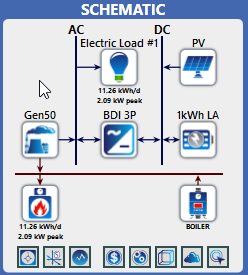 SCHEMATIC
AC DC
Electric Load #1 PV
11.26 kWh/d
2.09 kW peak
Gen50 BDI 3P 1kWh LA
11.26 kWh/d
2.09 kW peak
BOILER